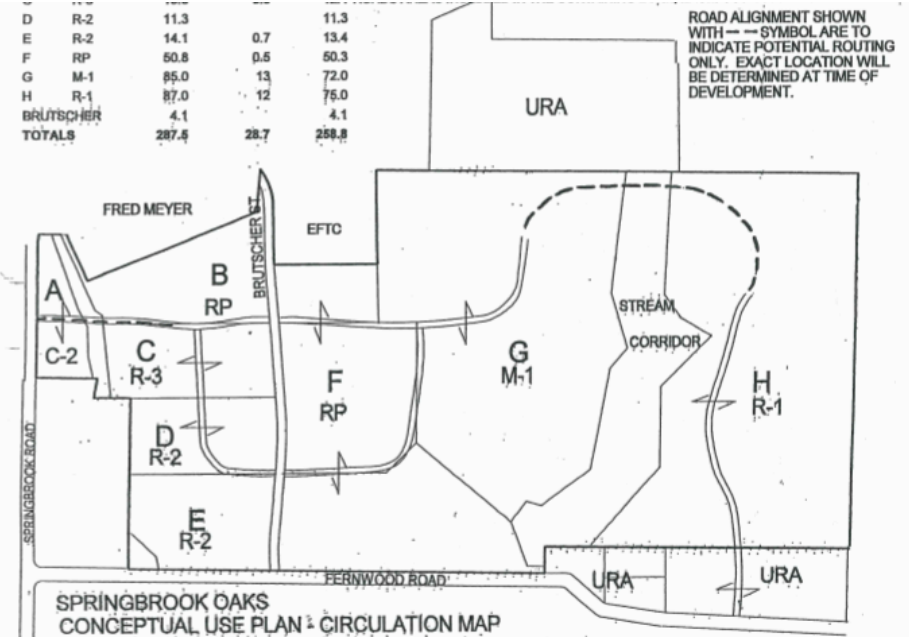 D R-2 11.3 11.3
E R-2 14.1 0.7 13.4
F RP 50.8 0.5 50.3
G M-1 85.0 13 72.0
H R-1 87.0 12 75.0
BRUTSCHER 4.1 4.1
TOTALS 287.5 28.7 258.8
ROAD ALIGNMENT SHOWN
WITH -- -- SYMBOL ARE TO
INDICATE POTENTIAL ROUTING
ONLY. EXACT LOCATION WILL
BE DETERMINED AT TIME OF
DEVELOPMENT.
URA
FRED MEYER
BRUTSCHER ST.
EFTC
A
B
RP
C-2
C
R-3
F
RP
G
M-1
STREAM
CORRIDOR
H
R-1
D
R-2
E
R-2
SPRINGBROOK ROAD
FERNWOOD ROAD
URA
URA
SPRINGBROOK OAKS
CONCEPTUAL USE PLAN - CIRCULATION MAP